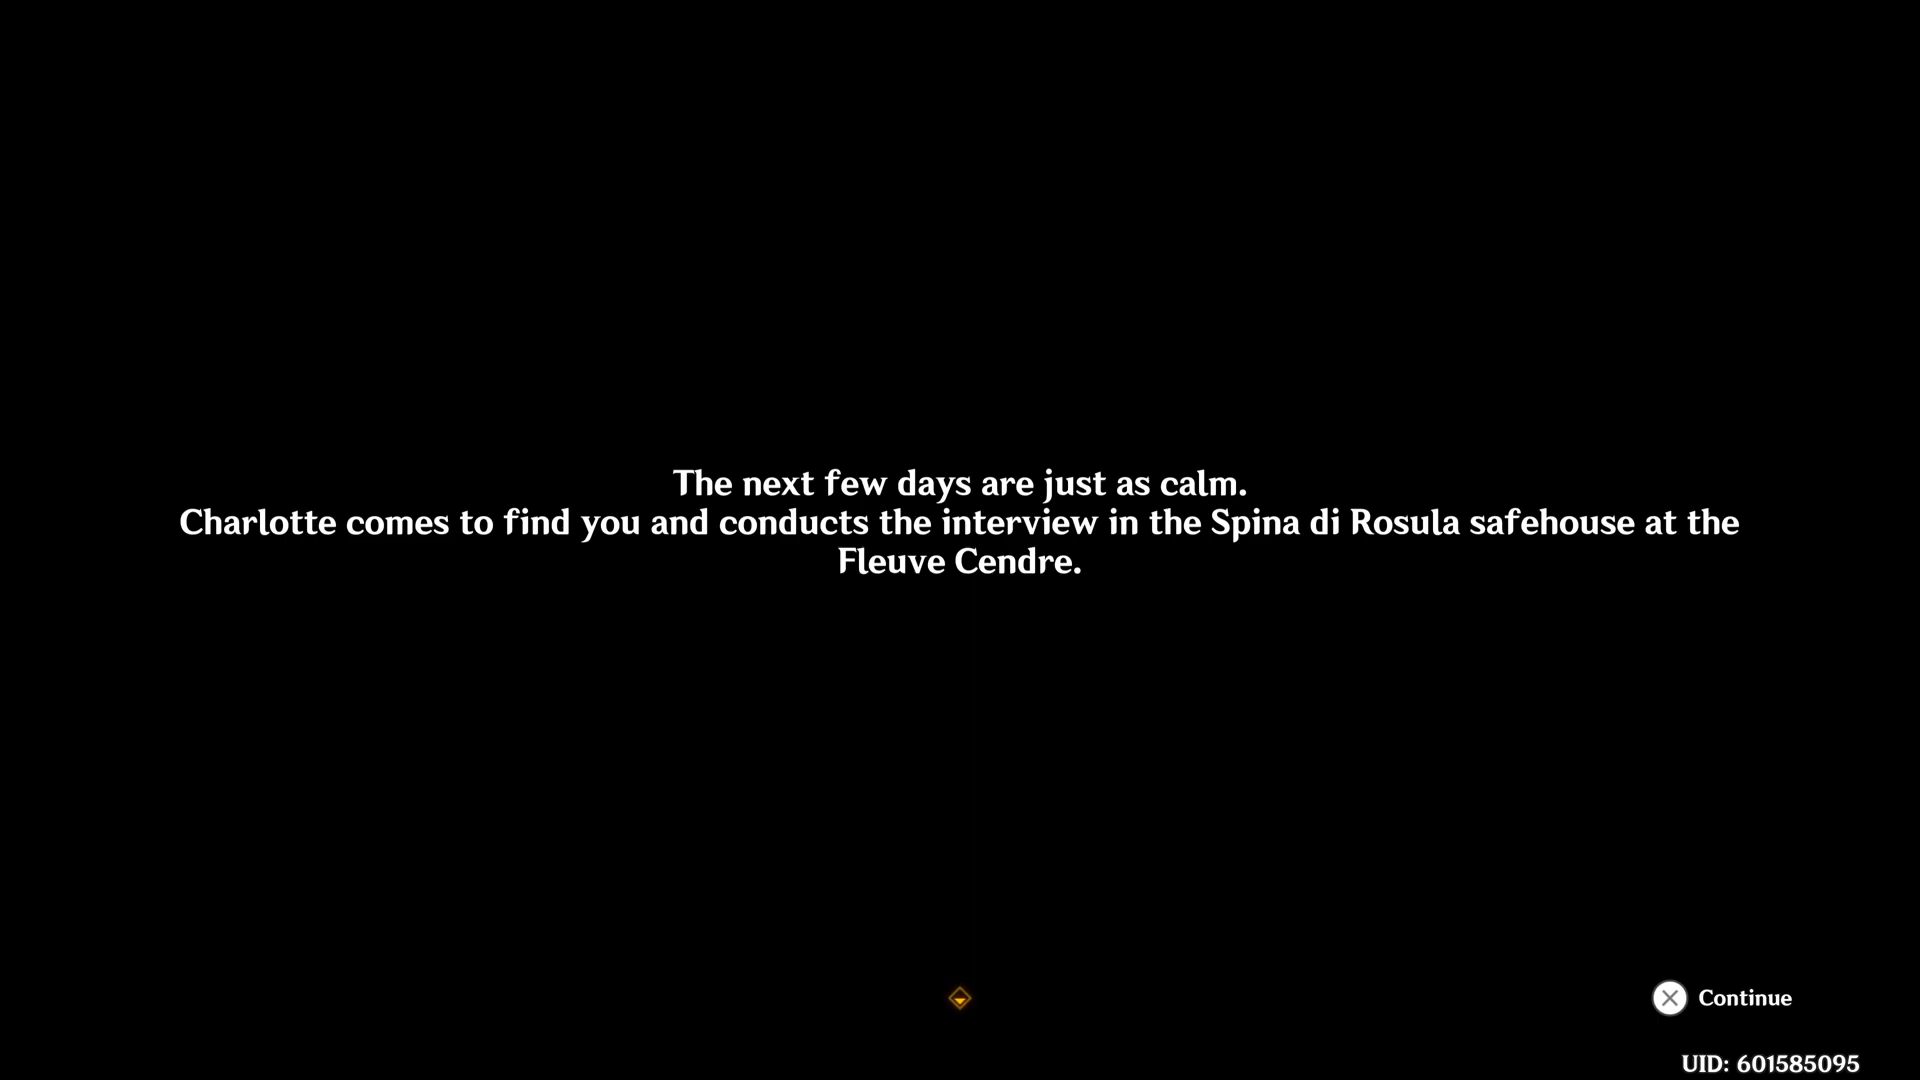 The next few days are just as calm.
Charlotte comes to find you and conducts the interview in the Spina di Rosula safehouse at the
Fleuve Cendre.
Continue
UID: 601585095